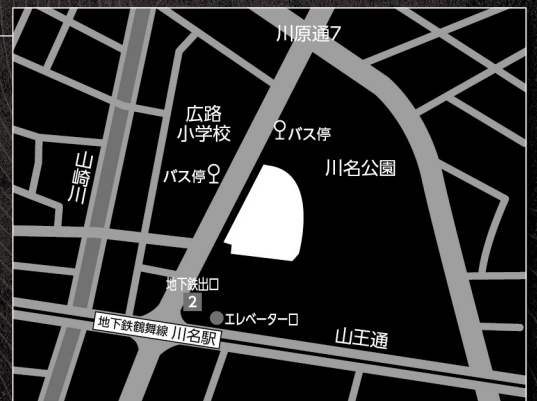 川原通7
広路
小学校
バス停
バス停
川名公園
山崎川
地下鉄出口
2
エレベーター口
地下鉄鶴舞線 川名駅
山王通